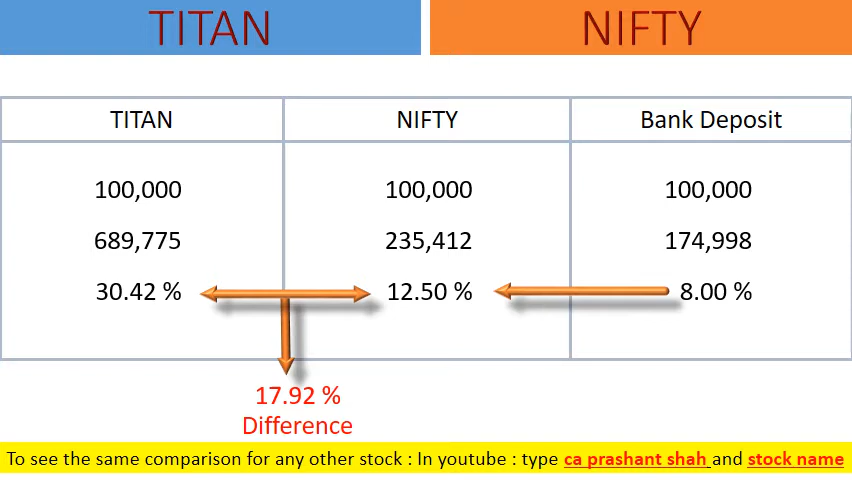 TITAN NIFTY
TITAN NIFTY Bank Deposit
100,000 100,000 100,000
689,775 235,412 174,998
30.42 % 12.50 % 8.00 %
17.92 %
Difference
To see the same comparison for any other stock : In youtube : type ca prashant shah and stock name